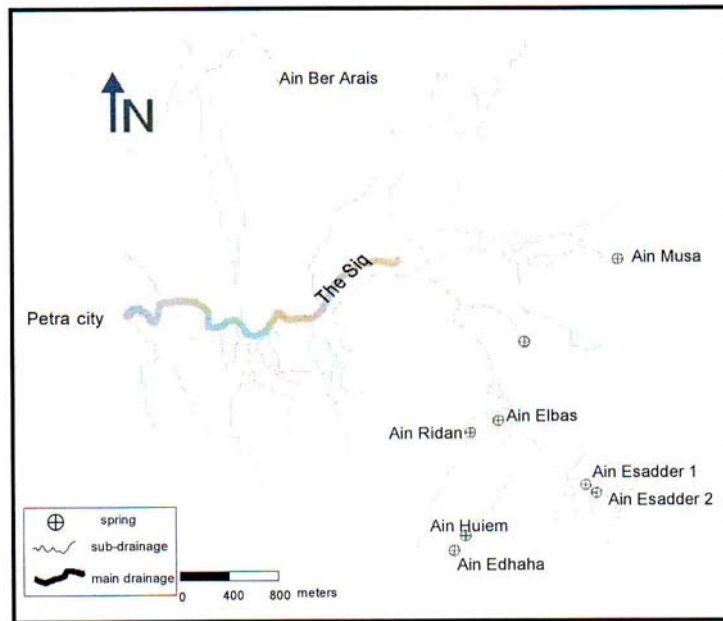 Ain Ber Arais
N
Ain Musa
The Siq
Petra city
Ain Elbas
Ain Ridan
Ain Esadder 1
Ain Esadder 2
Ain Huiem
Ain Edhaha
spring
sub-drainage
main drainage
0 400 800 meters